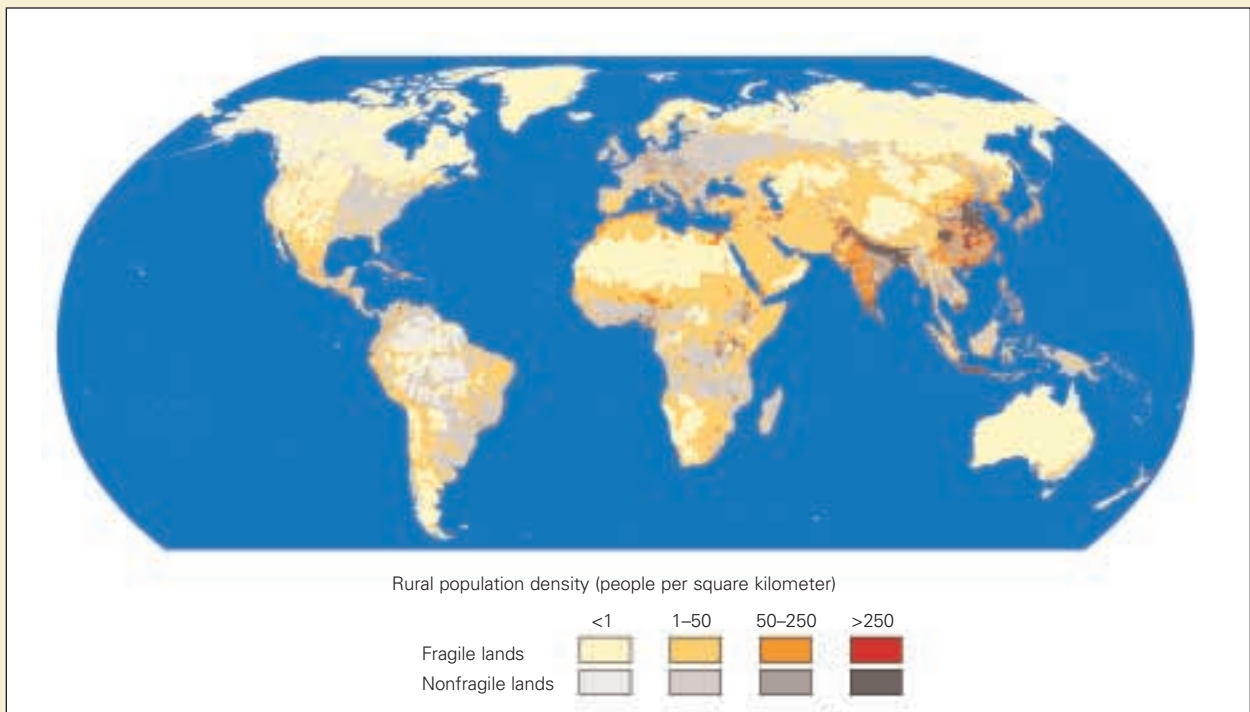 Rural population density (people per square kilometer)
<1 1–50 50–250 >250
Fragile lands
Nonfragile lands